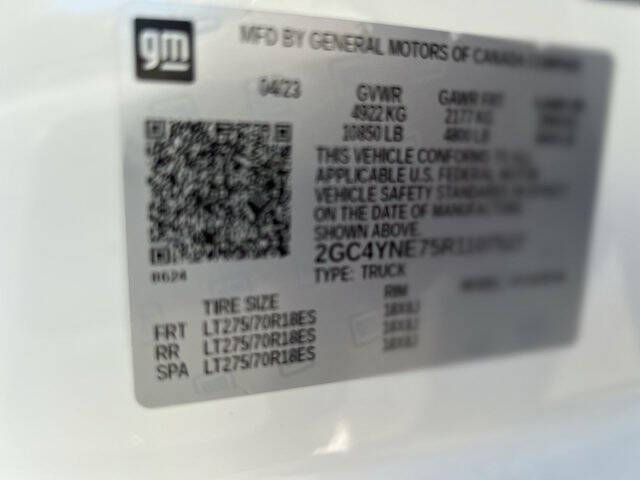 gm
MFD BY GENERAL MOTORS OF CANADA COMPANY
04/23 GVWR GAWR FRT
4922 KG 2177 KG
10850 LB 4800 LB
THIS VEHICLE CONFORMS TO ALL
APPLICABLE U.S. FEDERAL MOTOR
VEHICLE SAFETY STANDARDS IN EFFECT
ON THE DATE OF MANUFACTURE
SHOWN ABOVE.
B624
TYPE: TRUCK
TIRE SIZE RIM
FRT LT275/70R18ES 18X8J
RR LT275/70R18ES 18X8J
SPA LT275/70R18ES 18X8J